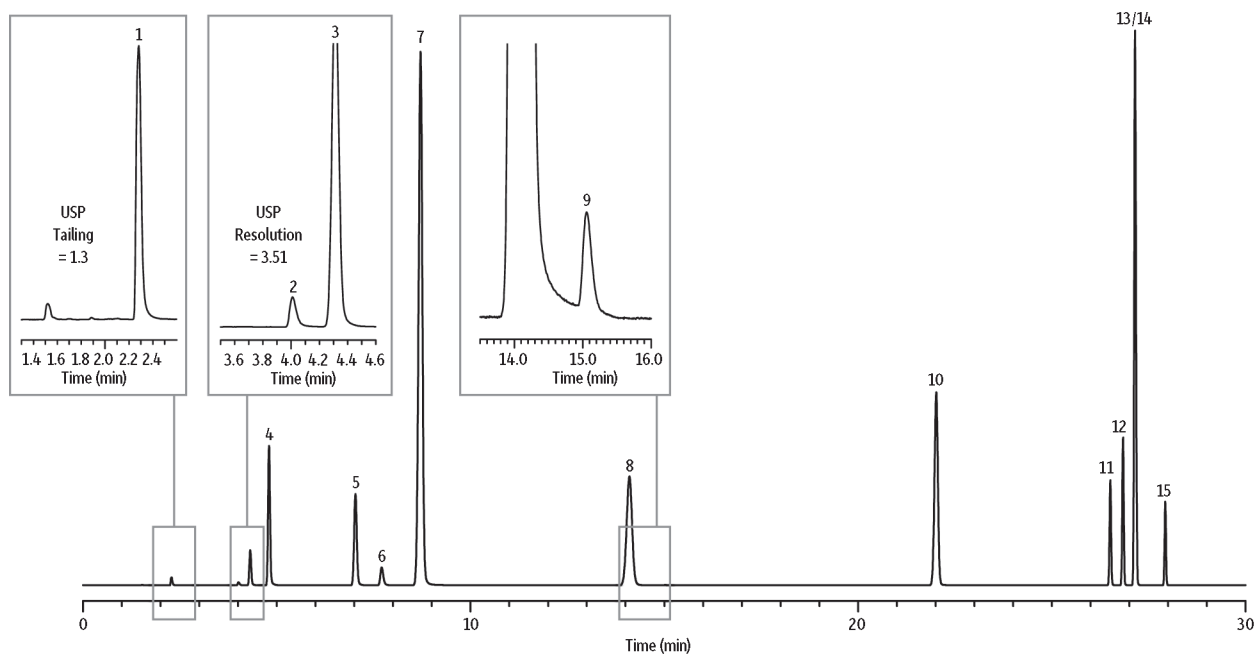 1
USP
Tailing
= 1.3
1.4 1.6 1.8 2.0 2.2 2.4
Time (min)
3
USP
Resolution
= 3.51
2
3.6 3.8 4.0 4.2 4.4 4.6
Time (min)
7
9
14.0 15.0 16.0
Time (min)
13/14
4
5
6
8
10
11
12
15
0 10 20 30
Time (min)